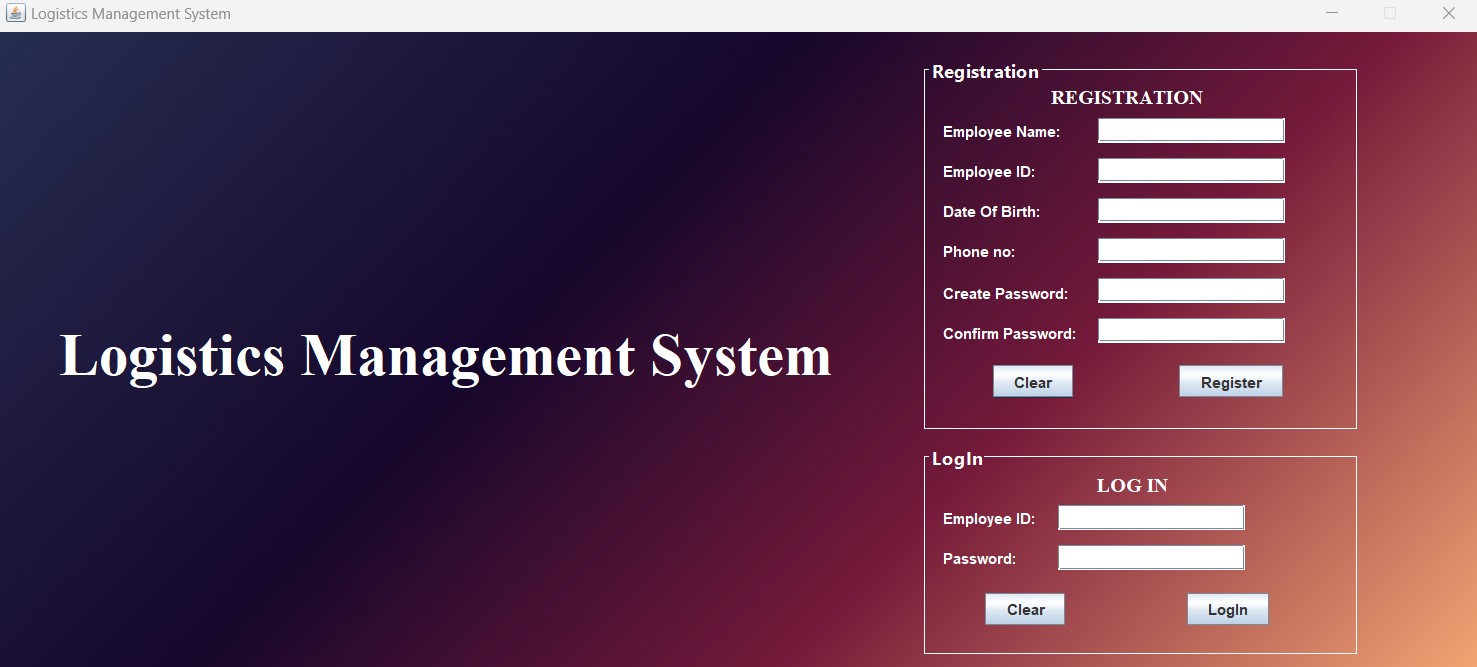 Logistics Management System
Logistics Management System
Registration
REGISTRATION
Employee Name:
Employee ID:
Date Of Birth:
Phone no:
Create Password:
Confirm Password:
Clear Register
LogIn
LOG IN
Employee ID:
Password:
Clear LogIn